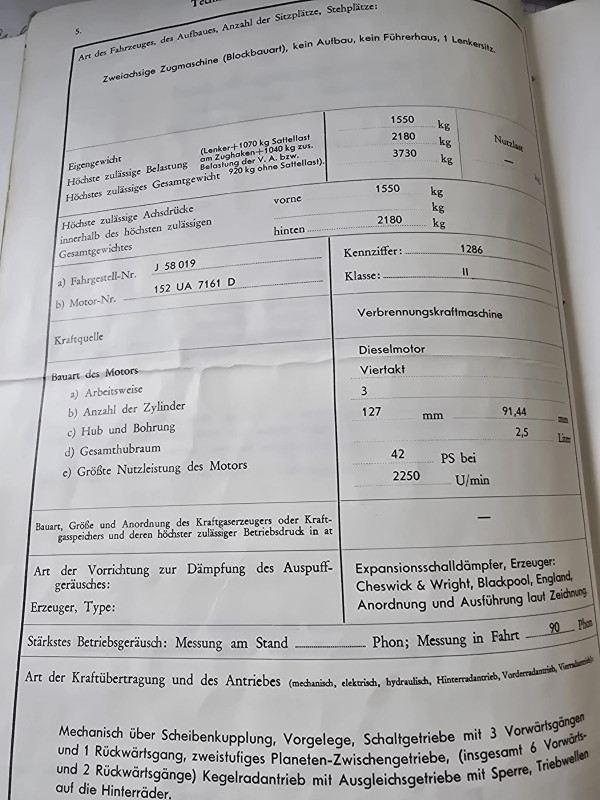 5.
Art des Fahrzeuges, des Aufbaues, Anzahl der Sitzplätze, Stehplätze:
Zweiachsige Zugmaschine (Blockbauart), kein Aufbau, kein Führerhaus, 1 Lenkersitz.
Eigengewicht 1550 kg
Höchste zulässige Belastung (Lenker+1070 kg Sattellast 2180 kg Nutzlast
am Zughaken+1040 kg zus. — kg
Höchstes zulässiges Gesamtgewicht Belastung der V. A. bzw. 3730 kg
920 kg ohne Sattellast).
Höchste zulässige Achsdrücke vorne 1550 kg
innerhalb des höchsten zulässigen kg
Gesamtgewichtes hinten 2180 kg
a) Fahrgestell-Nr. J 58 019 Kennziffer: 1286
b) Motor-Nr. 152 UA 7161 D Klasse: II
Kraftquelle Verbrennungskraftmaschine
Bauart des Motors Dieselmotor
a) Arbeitsweise Viertakt
b) Anzahl der Zylinder 3
c) Hub und Bohrung 127 mm 91,44 mm
d) Gesamthubraum 2,5 Liter
e) Größte Nutzleistung des Motors 42 PS bei
2250 U/min
Bauart, Größe und Anordnung des Kraftgaserzeugers oder Kraft- —
gasspeichers und deren höchster zulässiger Betriebsdruck in at
Art der Vorrichtung zur Dämpfung des Auspuff- Expansionsschalldämpfer, Erzeuger:
geräusches: Cheswick & Wright, Blackpool, England,
Erzeuger, Type: Anordnung und Ausführung laut Zeichnung
Stärkstes Betriebsgeräusch: Messung am Stand Phon; Messung in Fahrt 90 Phon
Art der Kraftübertragung und des Antriebes (mechanisch, elektrisch, hydraulisch, Hinterradantrieb, Vorderradantrieb, Vierradantrieb)
Mechanisch über Scheibenkupplung, Vorgelege, Schaltgetriebe mit 3 Vorwärtsgängen
und 1 Rückwärtsgang, zweistufiges Planeten-Zwischengetriebe, (insgesamt 6 Vorwärts-
und 2 Rückwärtsgänge) Kegelradantrieb mit Ausgleichsgetriebe mit Sperre, Triebwellen
auf die Hinterräder.